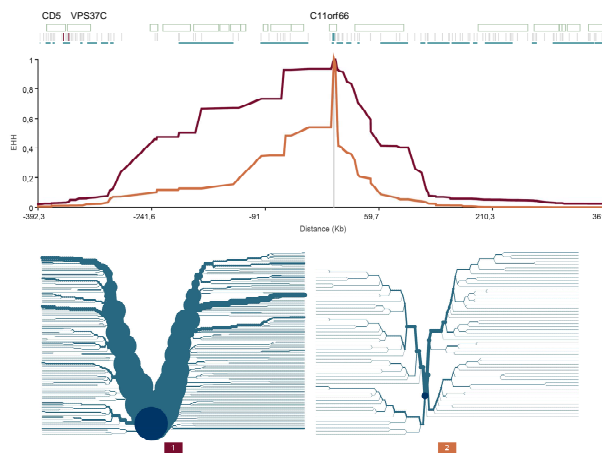 CD5 VPS37C C11orf66
1
0,8
0,6
0,4
0,2
0
EHH
-392,3 -241,6 -91 59,7 210,3 36
Distance (Kb)
1 2